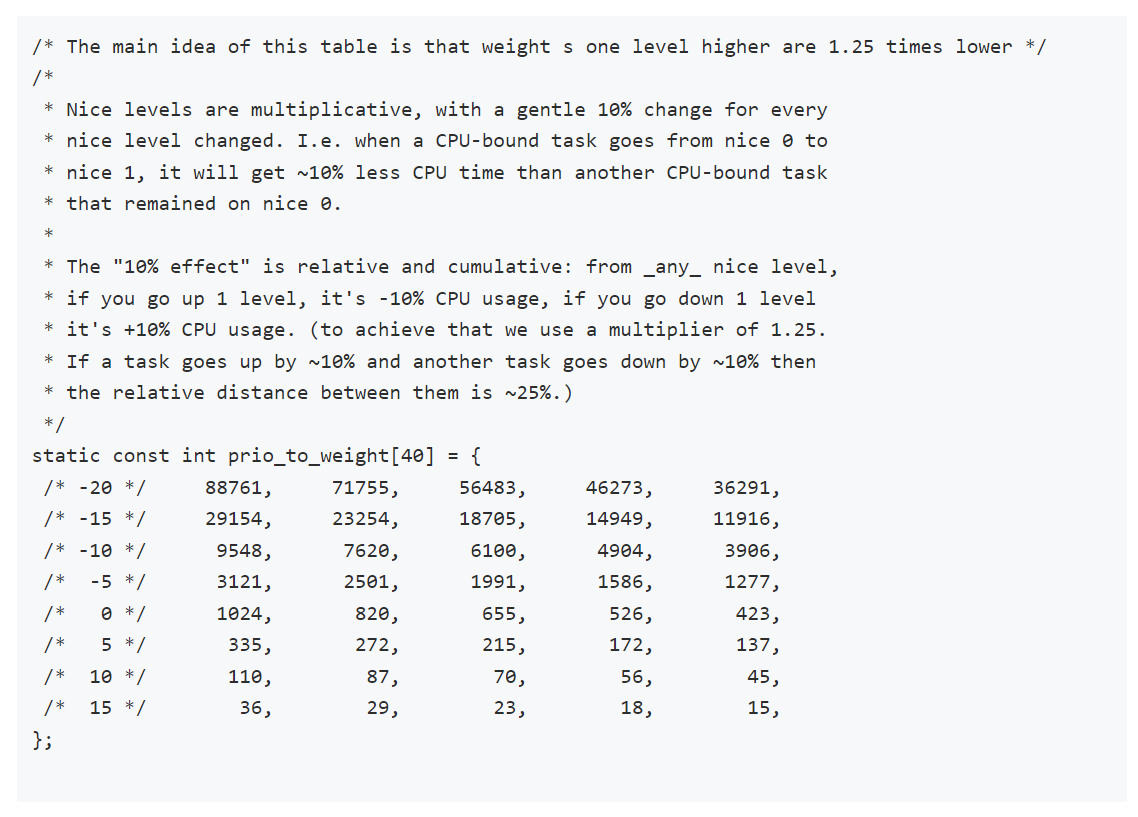 /* The main idea of this table is that weight s one level higher are 1.25 times lower */
/*
 * Nice levels are multiplicative, with a gentle 10% change for every
 * nice level changed. I.e. when a CPU-bound task goes from nice 0 to
 * nice 1, it will get ~10% less CPU time than another CPU-bound task
 * that remained on nice 0.
 *
 * The "10% effect" is relative and cumulative: from _any_ nice level,
 * if you go up 1 level, it's -10% CPU usage, if you go down 1 level
 * it's +10% CPU usage. (to achieve that we use a multiplier of 1.25.
 * If a task goes up by ~10% and another task goes down by ~10% then
 * the relative distance between them is ~25%.)
 */
static const int prio_to_weight[40] = {
 /* -20 */     88761,     71755,     56483,     46273,     36291,
 /* -15 */     29154,     23254,     18705,     14949,     11916,
 /* -10 */      9548,      7620,      6100,      4904,      3906,
 /*  -5 */      3121,      2501,      1991,      1586,      1277,
 /*   0 */      1024,       820,       655,       526,       423,
 /*   5 */       335,       272,       215,       172,       137,
 /*  10 */       110,        87,        70,        56,        45,
 /*  15 */        36,        29,        23,        18,        15,
};